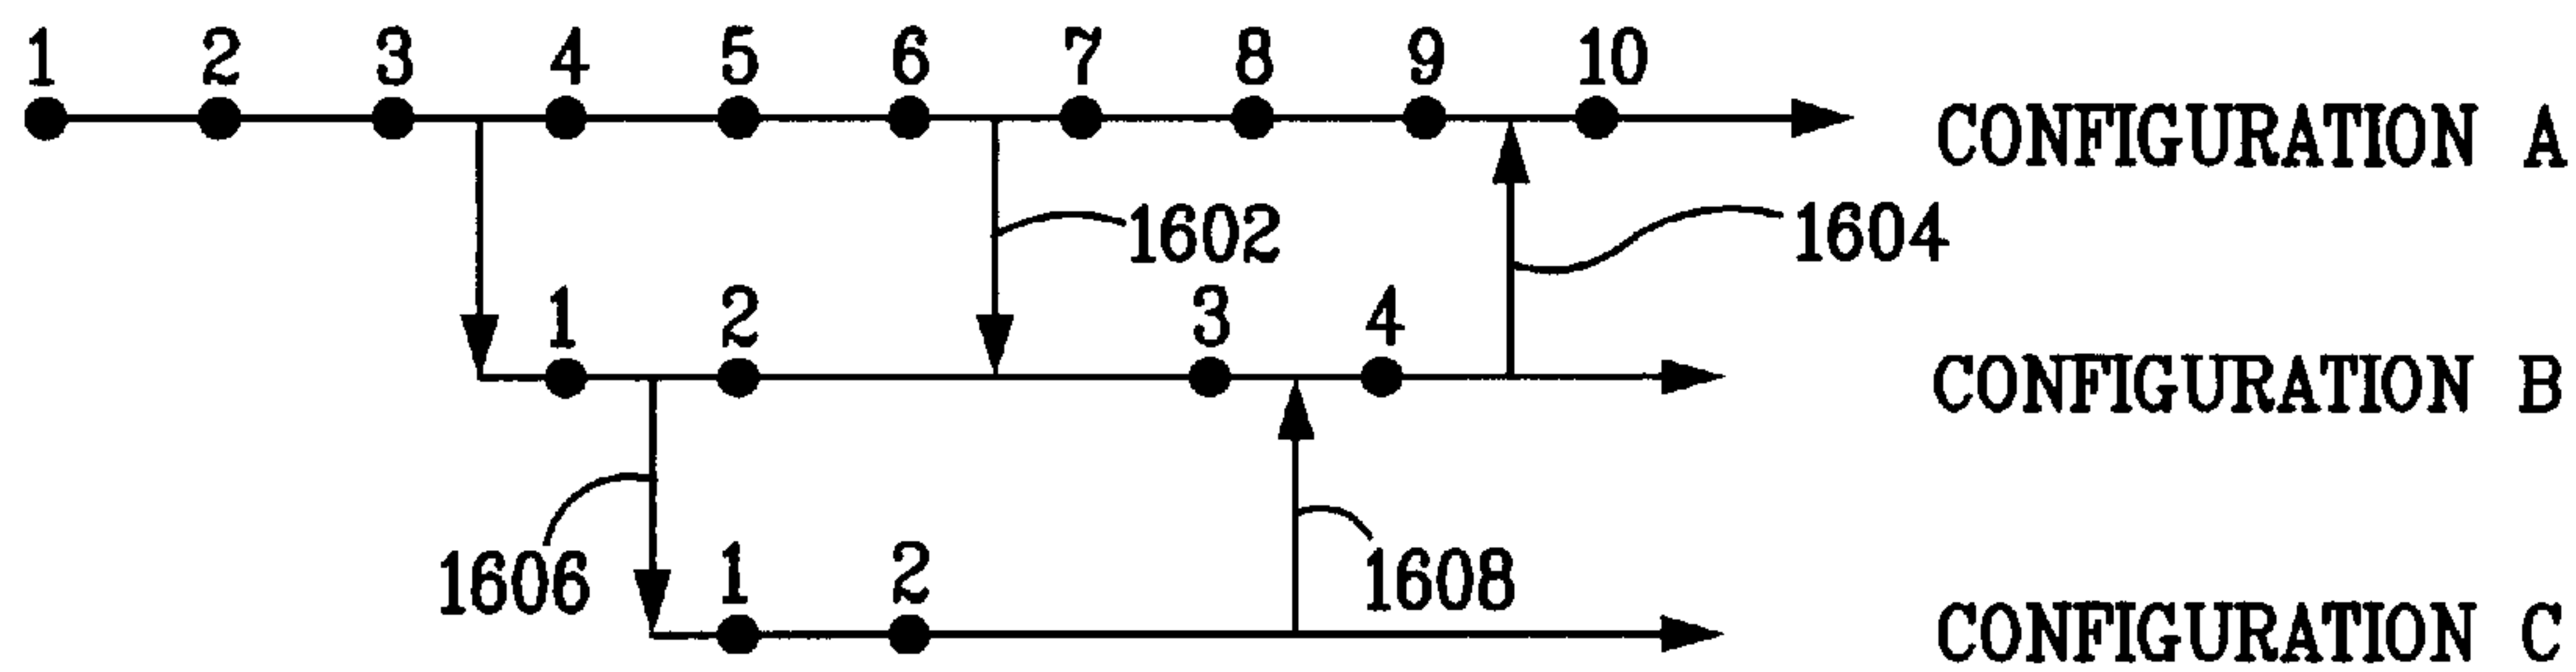 1 2 3 4 5 6 7 8 9 10
CONFIGURATION A
1602 1604
1 2 3 4
CONFIGURATION B
1606 1 2 1608
CONFIGURATION C